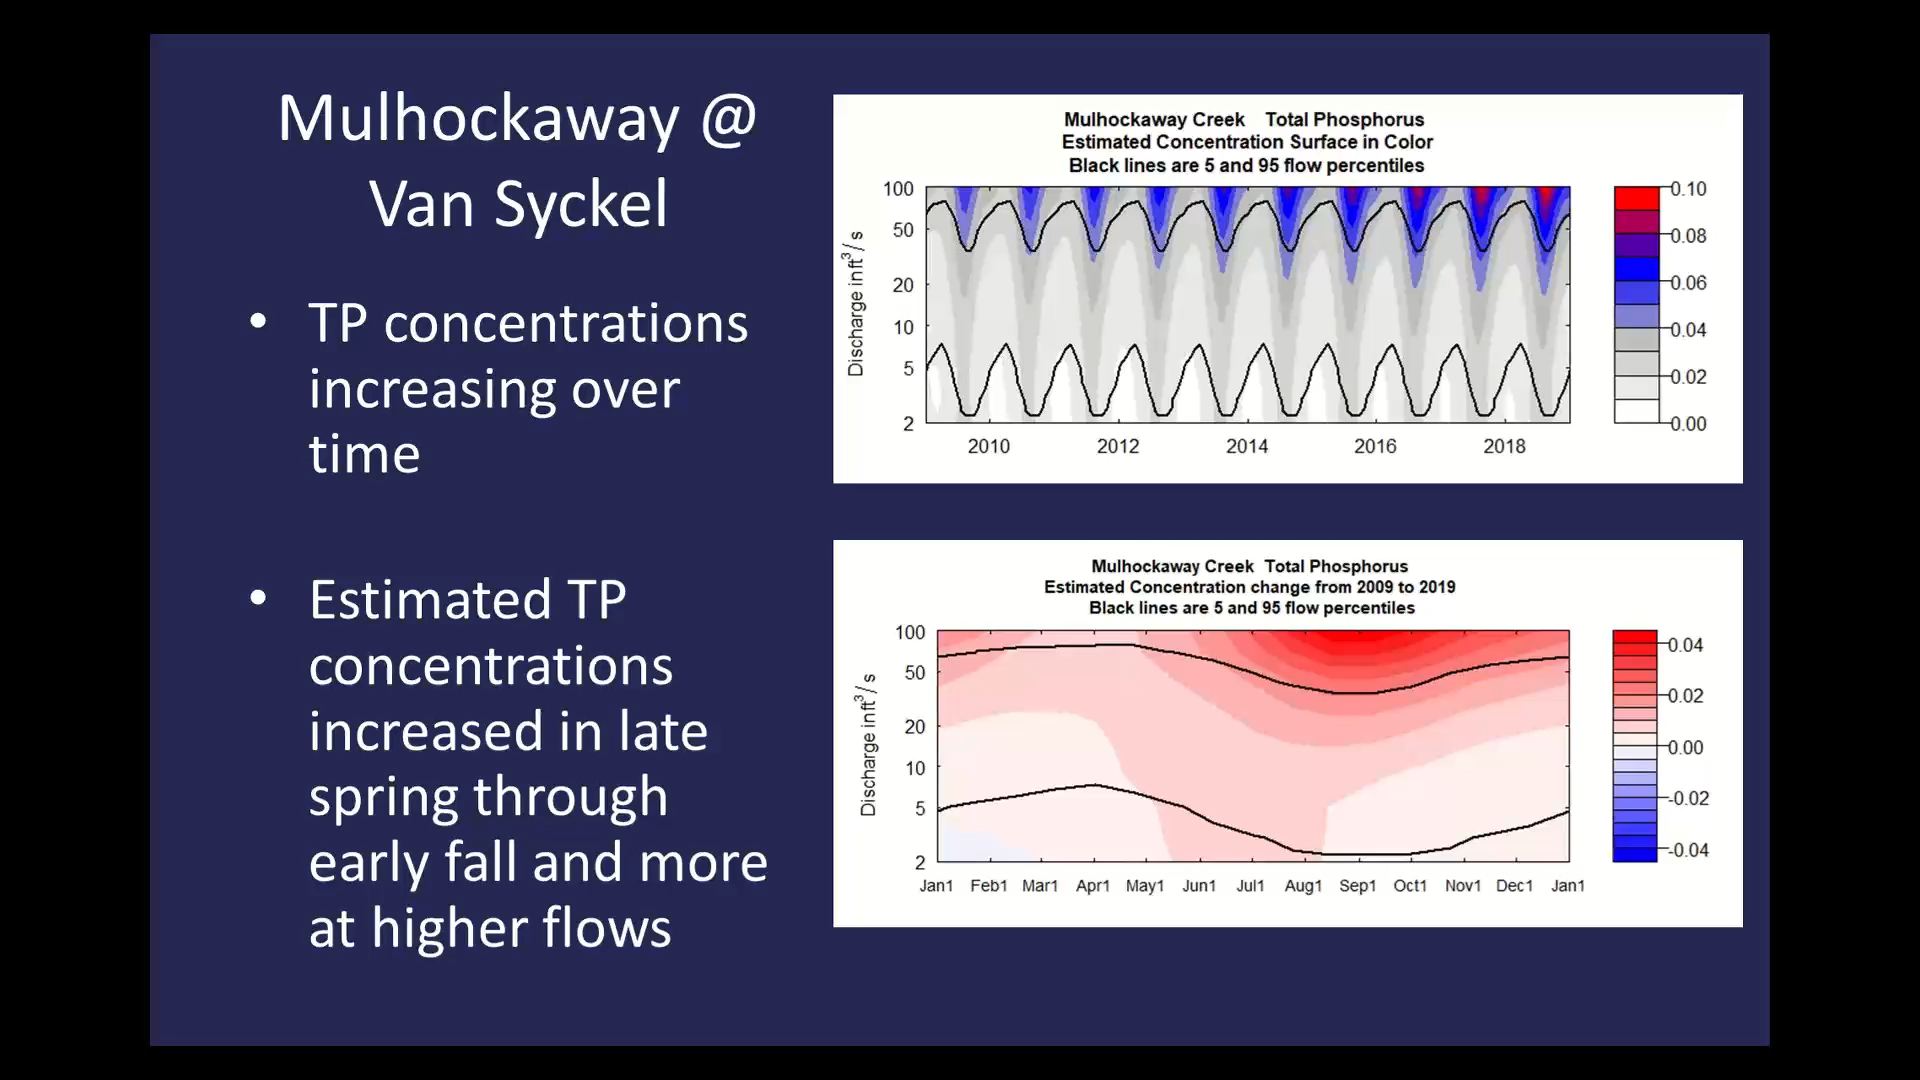 Mulhockaway @
Van Syckel
• TP concentrations
increasing over
time
• Estimated TP
concentrations
increased in late
spring through
early fall and more
at higher flows
Mulhockaway Creek Total Phosphorus
Estimated Concentration Surface in Color
Black lines are 5 and 95 flow percentiles
Discharge in ft³/s
100
50
20
10
5
2
2010 2012 2014 2016 2018
0.10
0.08
0.06
0.04
0.02
0.00
Mulhockaway Creek Total Phosphorus
Estimated Concentration change from 2009 to 2019
Black lines are 5 and 95 flow percentiles
Discharge in ft³/s
100
50
20
10
5
2
Jan1 Feb1 Mar1 Apr1 May1 Jun1 Jul1 Aug1 Sep1 Oct1 Nov1 Dec1 Jan1
0.04
0.02
0.00
-0.02
-0.04